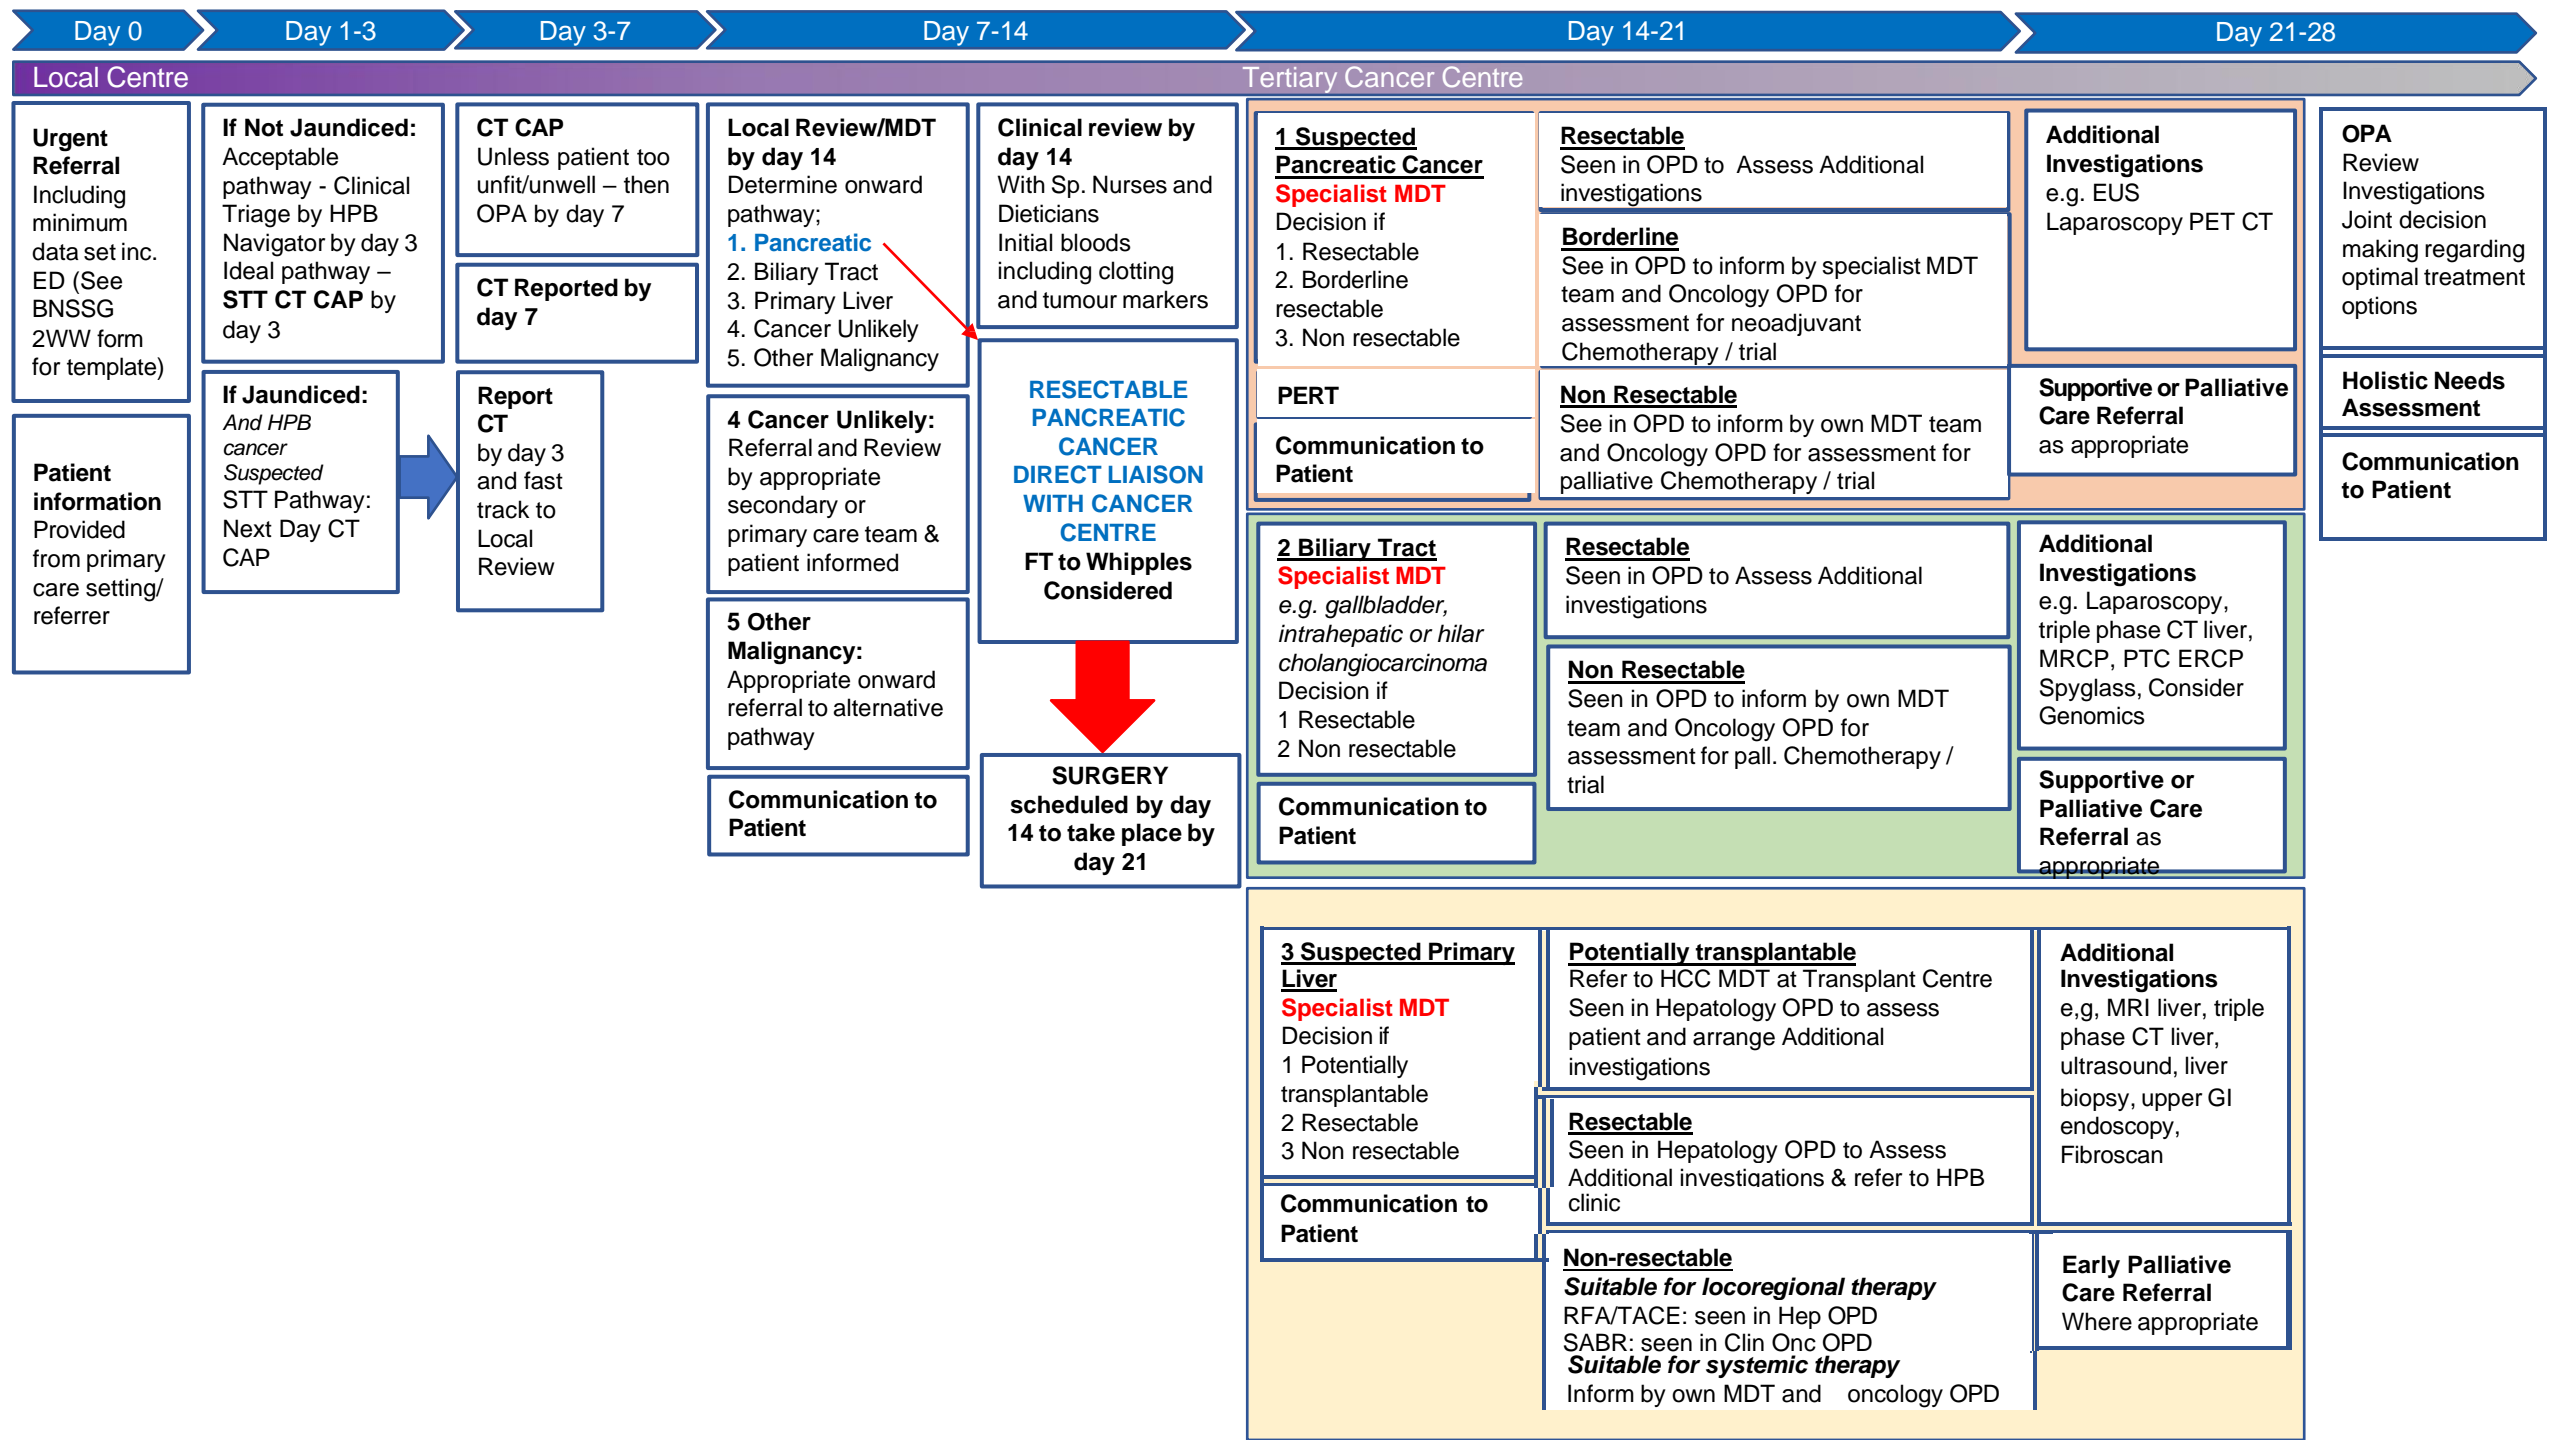 Day 0
Day 1-3
Day 3-7
Day 7-14
Day 14-21
Day 21-28
Local Centre
Tertiary Cancer Centre
Urgent
Referral
Including
minimum
data set inc.
ED (See
BNSSG
2WW form
for template)
Patient
information
Provided
from primary
care setting/
referrer
If Not Jaundiced:
Acceptable
pathway - Clinical
Triage by HPB
Navigator by day 3
Ideal pathway –
STT CT CAP by
day 3
If Jaundiced:
And HPB
cancer
Suspected
STT Pathway:
Next Day CT
CAP
CT CAP
Unless patient too
unfit/unwell – then
OPA by day 7
CT Reported by
day 7
Report
CT
by day 3
and fast
track to
Local
Review
Local Review/MDT
by day 14
Determine onward
pathway;
1. Pancreatic
2. Biliary Tract
3. Primary Liver
4. Cancer Unlikely
5. Other Malignancy
4 Cancer Unlikely:
Referral and Review
by appropriate
secondary or
primary care team &
patient informed
5 Other
Malignancy:
Appropriate onward
referral to alternative
pathway
Communication to
Patient
Clinical review by
day 14
With Sp. Nurses and
Dieticians
Initial bloods
including clotting
and tumour markers
RESECTABLE
PANCREATIC
CANCER
DIRECT LIAISON
WITH CANCER
CENTRE
FT to Whipples
Considered
SURGERY
scheduled by day
14 to take place by
day 21
1 Suspected
Pancreatic Cancer
Specialist MDT
Decision if
1. Resectable
2. Borderline
resectable
3. Non resectable
PERT
Communication to
Patient
Resectable
Seen in OPD to Assess Additional
investigations
Borderline
See in OPD to inform by specialist MDT
team and Oncology OPD for
assessment for neoadjuvant
Chemotherapy / trial
Non Resectable
See in OPD to inform by own MDT team
and Oncology OPD for assessment for
palliative Chemotherapy / trial
Additional
Investigations
e.g. EUS
Laparoscopy PET CT
Supportive or Palliative
Care Referral
as appropriate
OPA
Review
Investigations
Joint decision
making regarding
optimal treatment
options
Holistic Needs
Assessment
Communication
to Patient
2 Biliary Tract
Specialist MDT
e.g. gallbladder,
intrahepatic or hilar
cholangiocarcinoma
Decision if
1 Resectable
2 Non resectable
Communication to
Patient
Resectable
Seen in OPD to Assess Additional
investigations
Non Resectable
Seen in OPD to inform by own MDT
team and Oncology OPD for
assessment for pall. Chemotherapy /
trial
Additional
Investigations
e.g. Laparoscopy,
triple phase CT liver,
MRCP, PTC ERCP
Spyglass, Consider
Genomics
Supportive or
Palliative Care
Referral as
appropriate
3 Suspected Primary
Liver
Specialist MDT
Decision if
1 Potentially
transplantable
2 Resectable
3 Non resectable
Communication to
Patient
Potentially transplantable
Refer to HCC MDT at Transplant Centre
Seen in Hepatology OPD to assess
patient and arrange Additional
investigations
Resectable
Seen in Hepatology OPD to Assess
Additional investigations & refer to HPB
clinic
Non-resectable
Suitable for locoregional therapy
RFA/TACE: seen in Hep OPD
SABR: seen in Clin Onc OPD
Suitable for systemic therapy
Inform by own MDT and oncology OPD
Additional
Investigations
e,g, MRI liver, triple
phase CT liver,
ultrasound, liver
biopsy, upper GI
endoscopy,
Fibroscan
Early Palliative
Care Referral
Where appropriate